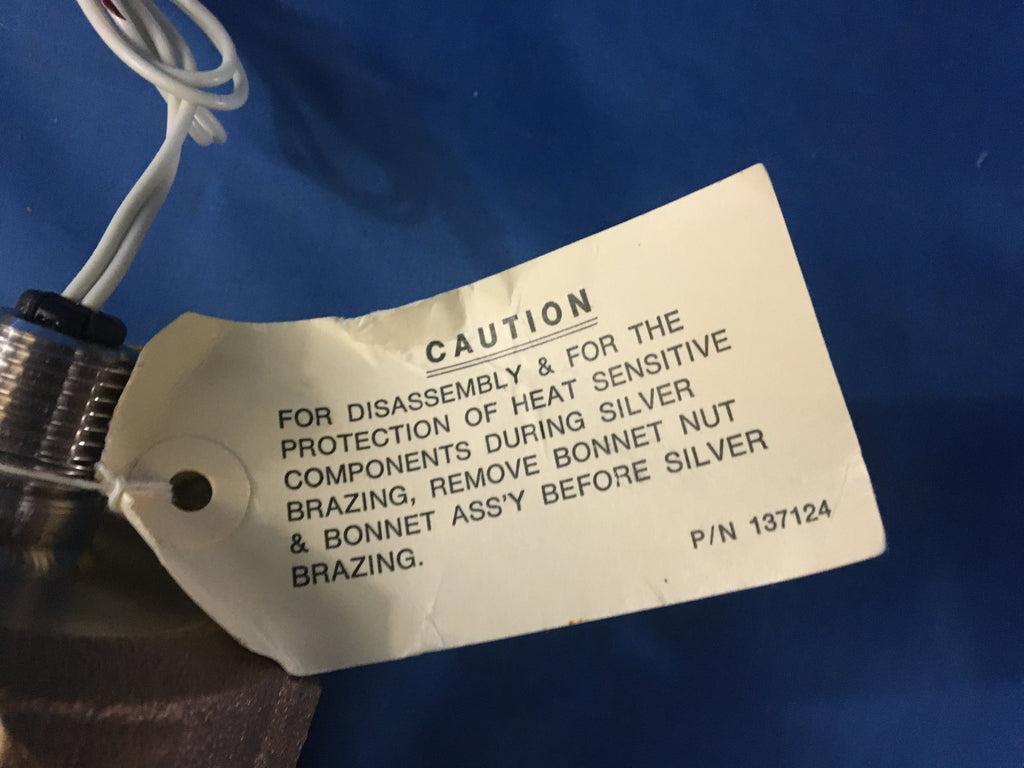 CAUTION
FOR DISASSEMBLY & FOR THE
PROTECTION OF HEAT SENSITIVE
COMPONENTS DURING SILVER
BRAZING, REMOVE BONNET NUT
& BONNET ASS'Y BEFORE SILVER
BRAZING.
P/N 137124